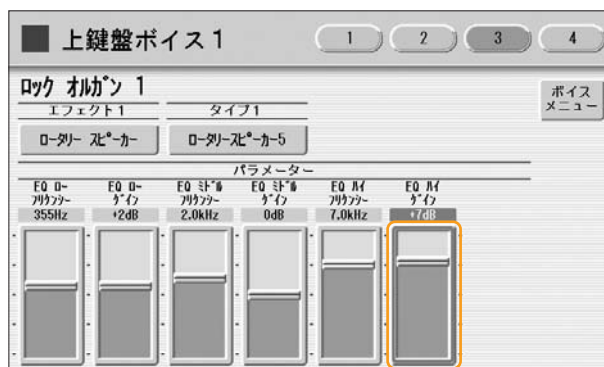 上鍵盤ボイス1
1 2 3 4
ロック オルガン 1
ボイス
メニュー
エフェクト1 タイプ1
ロータリー スピーカー ロータリースピーカー5
パラメーター
EQ ロー EQ ロー EQ ミドル EQ ミドル EQ ハイ EQ ハイ
フリケンシー ゲイン フリケンシー ゲイン フリケンシー ゲイン
355Hz +2dB 2.0kHz 0dB 7.0kHz +7dB